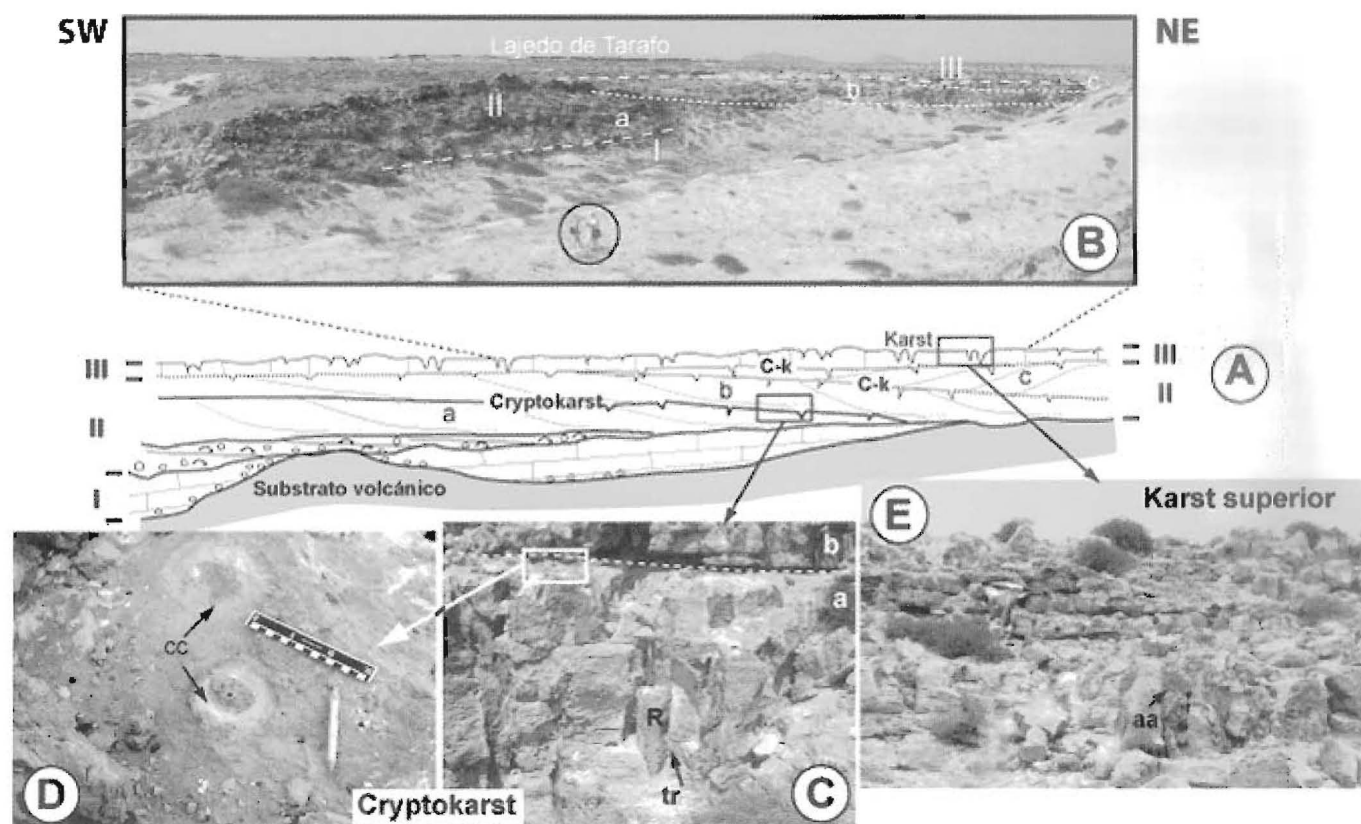 SW
NE
Lajedo de Tarafo
III
c
b
II
a
I
B
Karst
III
III
C-k
c
A
C-k
b
II
Cryptokarst
a
II
I
Substrato volcánico
E
Karst superior
b
a
cc
R
aa
tr
D
Cryptokarst
C